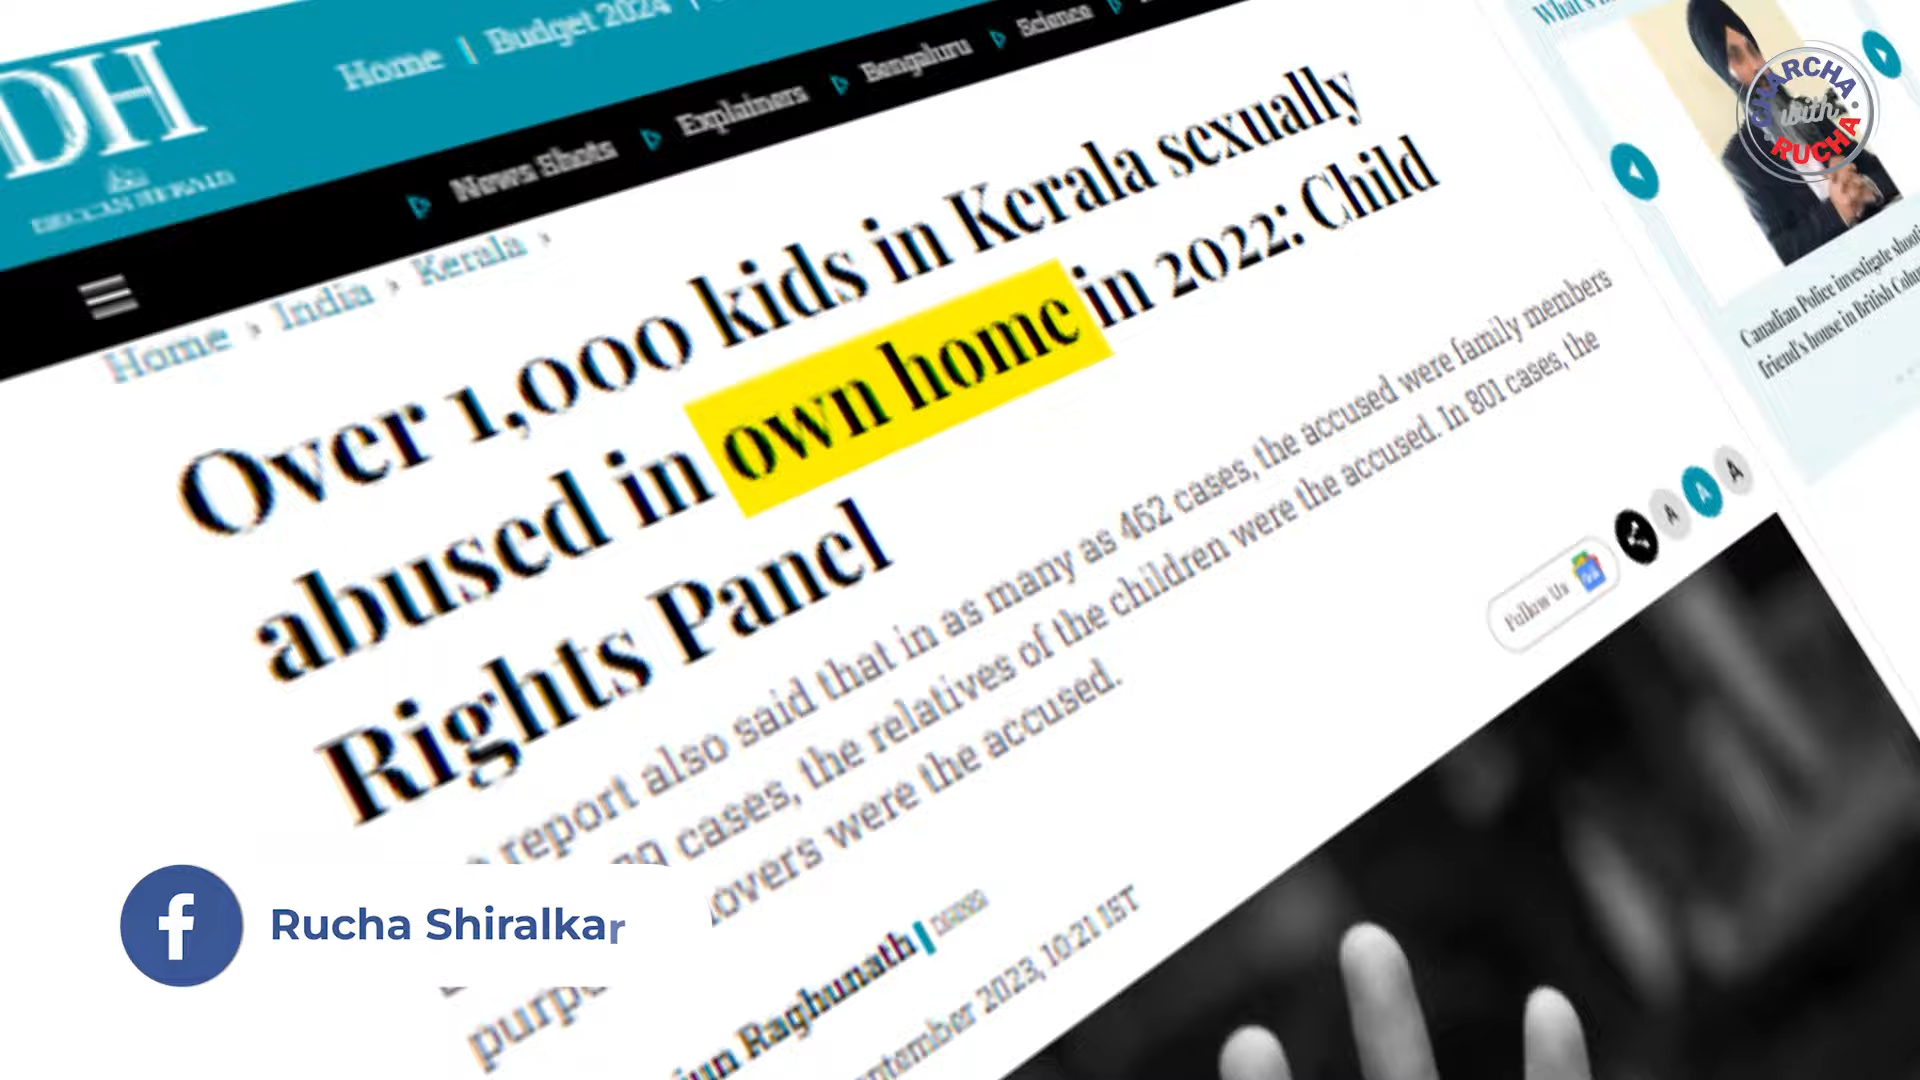 DH
DECCAN HERALD
Home | Budget 2024 |
News Shots
Explainers
Bengaluru
Science
Home › India › Kerala ›
Over 1,000 kids in Kerala sexually
abused in own home in 2022: Child
Rights Panel
report also said that in as many as 462 cases, the accused were family members
cases, the relatives of the children were the accused. In 801 cases, the
were the accused.
Follow Us
A
A
A
Raghunath
2023, 10:21 IST
What's
Canadian Police investigate
friend's house in British
CHARCHA
with
RUCHA
f
Rucha Shiralkar